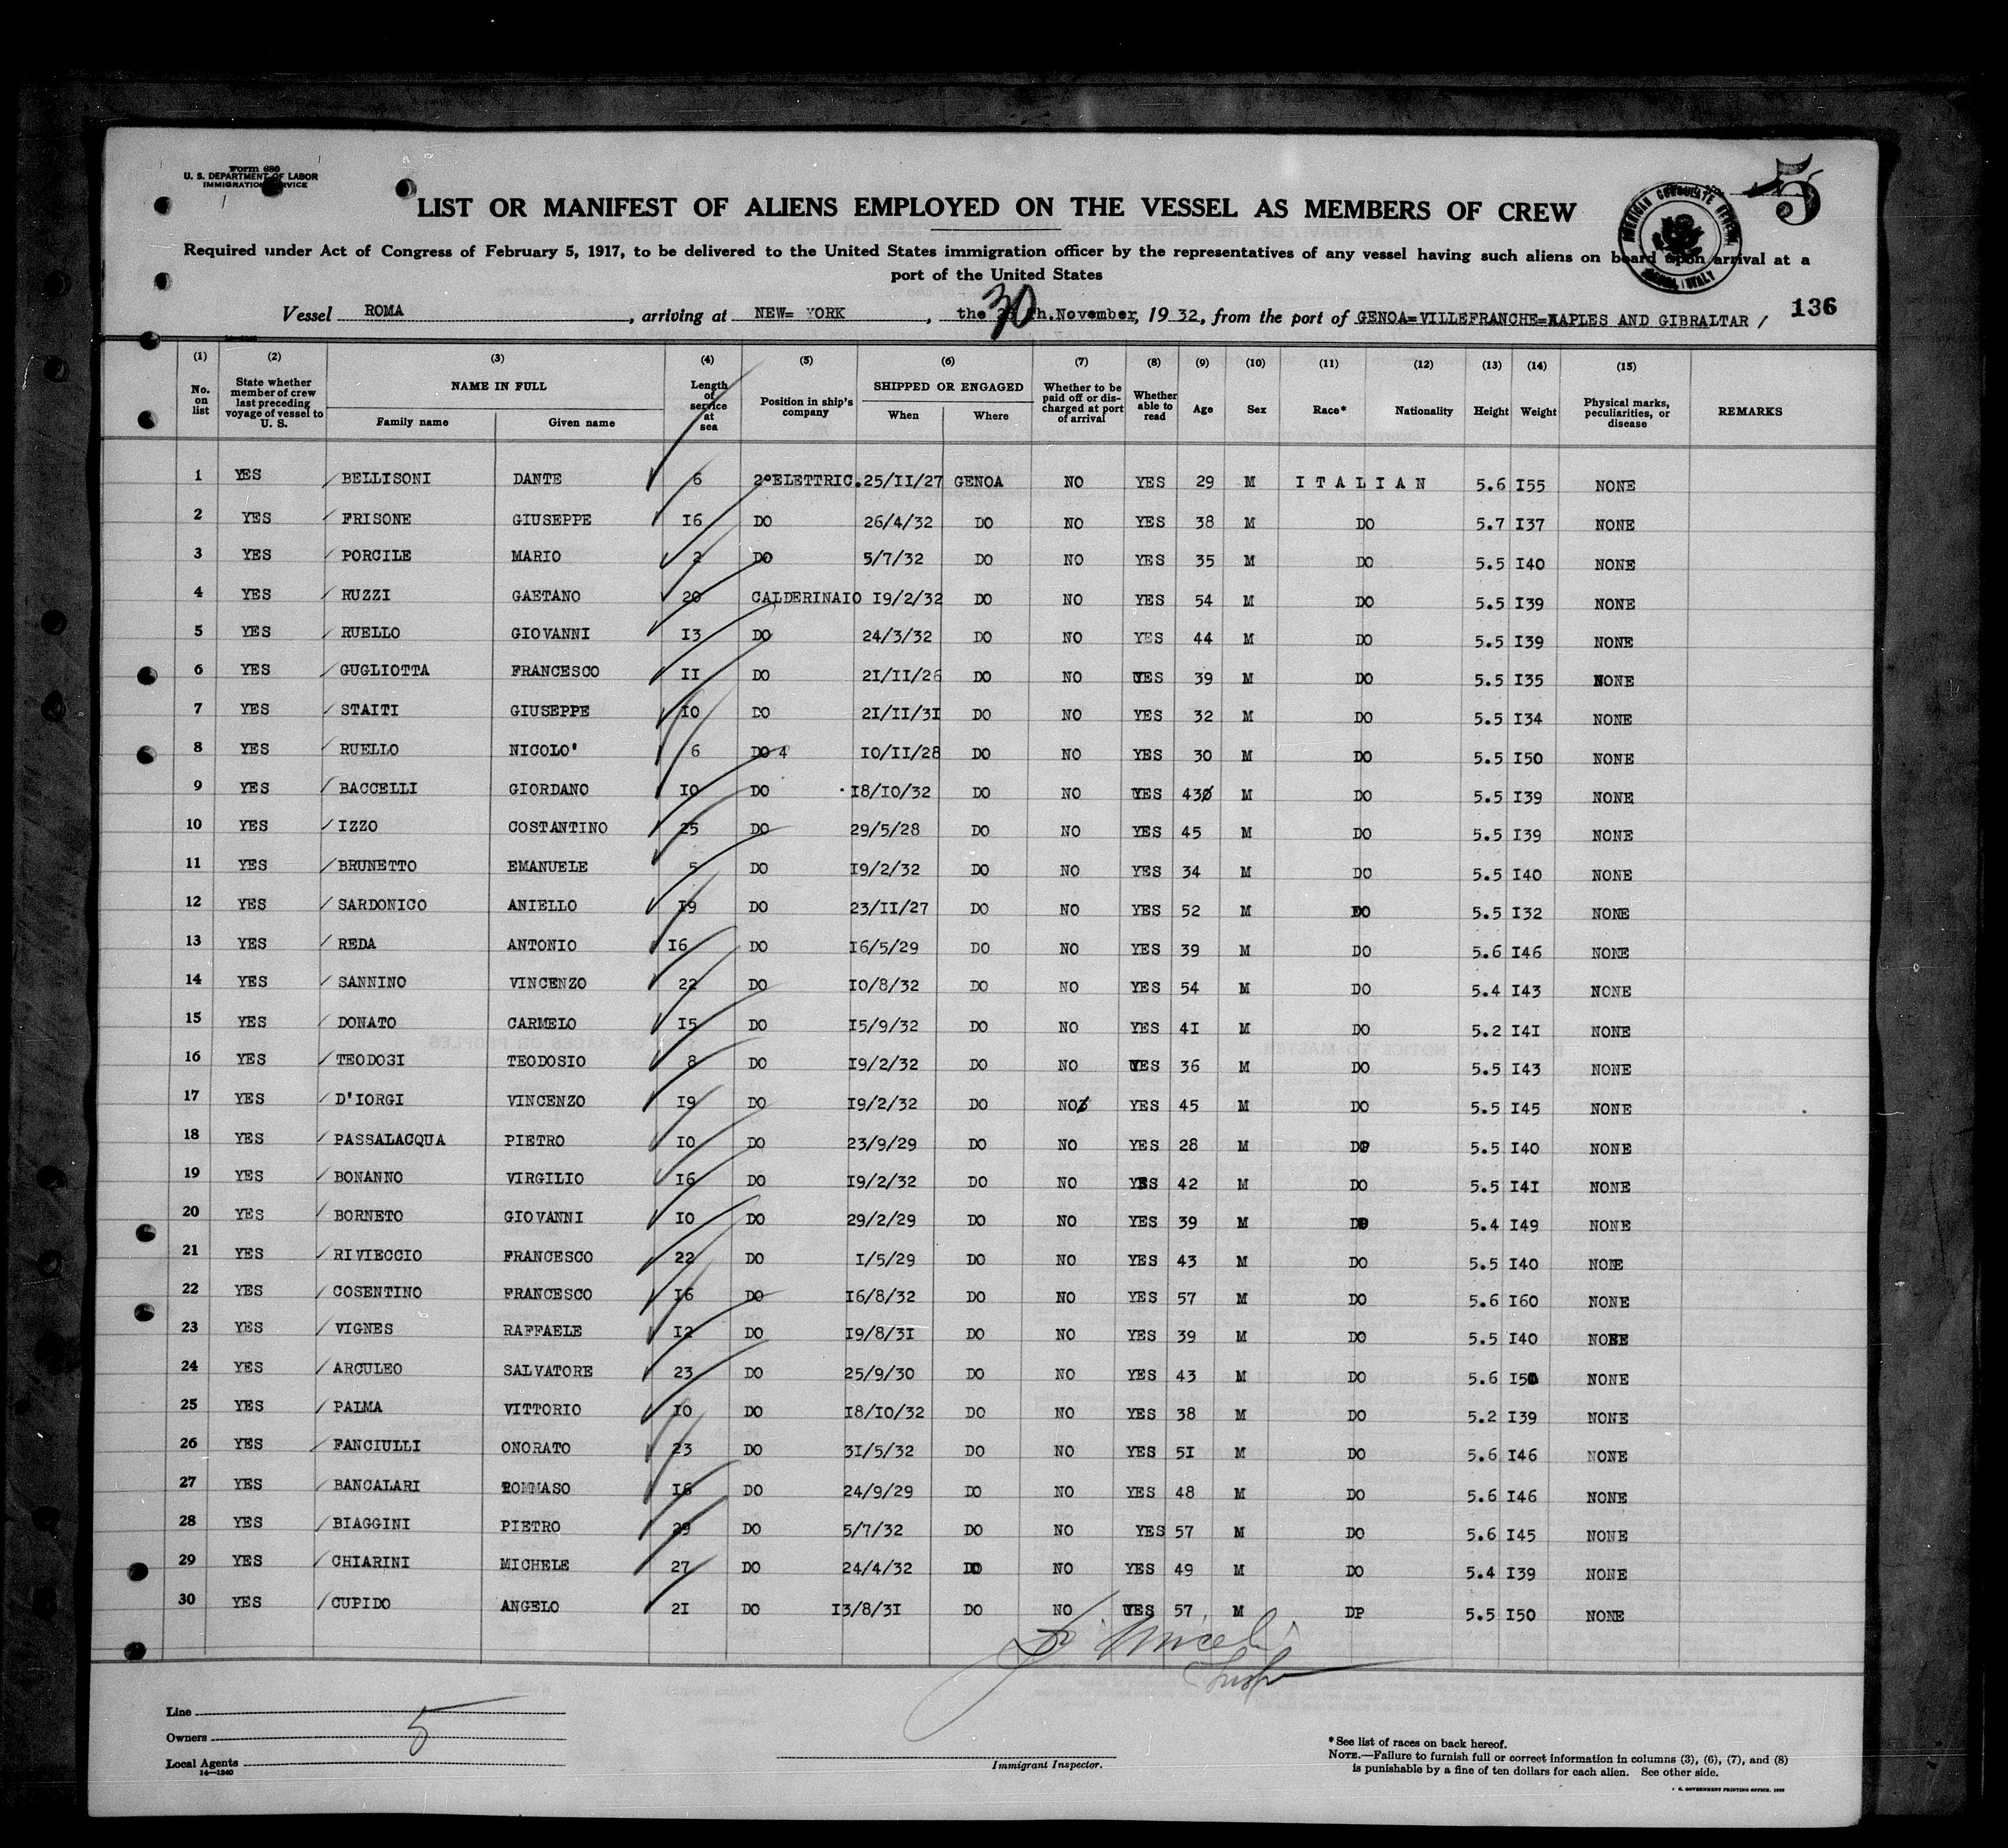 Form 680
U. S. DEPARTMENT OF LABOR
IMMIGRATION SERVICE
5
LIST OR MANIFEST OF ALIENS EMPLOYED ON THE VESSEL AS MEMBERS OF CREW
Required under Act of Congress of February 5, 1917, to be delivered to the United States immigration officer by the representatives of any vessel having such aliens on board upon arrival at a
port of the United States
Vessel ROMA, arriving at NEW= YORK, the 30 th.November, 1932, from the port of GENOA=VILLEFRANCHE=NAPLES AND GIBRALTAR /
136
(1) (2) (3) (4) (5) (6) (7) (8) (9) (10) (11) (12) (13) (14) (15)
No. on list State whether member of crew last preceding voyage of vessel to U. S. NAME IN FULL Family name Given name Length of service at sea Position in ship's company SHIPPED OR ENGAGED When Where Whether to be paid off or discharged at port of arrival Whether able to read Age Sex Race* Nationality Height Weight Physical marks, peculiarities, or disease REMARKS
1 YES BELLISONI DANTE 6 2°ELETTRIC. 25/II/27 GENOA NO YES 29 M ITALIAN 5.6 I55 NONE
2 YES FRISONE GIUSEPPE I6 DO 26/4/32 DO NO YES 38 M DO 5.7 I37 NONE
3 YES PORCILE MARIO 2 DO 5/7/32 DO NO YES 35 M DO 5.5 I40 NONE
4 YES RUZZI GAETANO 20 CALDERINAIO I9/2/32 DO NO YES 54 M DO 5.5 I39 NONE
5 YES RUELLO GIOVANNI I3 DO 24/3/32 DO NO YES 44 M DO 5.5 I39 NONE
6 YES GUGLIOTTA FRANCESCO II DO 2I/II/26 DO NO YES 39 M DO 5.5 I35 NONE
7 YES STAITI GIUSEPPE IO DO 2I/II/3I DO NO YES 32 M DO 5.5 I34 NONE
8 YES RUELLO NICOLO' 6 DO 4 IO/II/28 DO NO YES 30 M DO 5.5 I50 NONE
9 YES BACCELLI GIORDANO IO DO I8/IO/32 DO NO YES 43 M DO 5.5 I39 NONE
10 YES IZZO COSTANTINO 25 DO 29/5/28 DO NO YES 45 M DO 5.5 I39 NONE
11 YES BRUNETTO EMANUELE 5 DO I9/2/32 DO NO YES 34 M DO 5.5 I40 NONE
12 YES SARDONICO ANIELLO I9 DO 23/II/27 DO NO YES 52 M DO 5.5 I32 NONE
13 YES REDA ANTONIO I6 DO I6/5/29 DO NO YES 39 M DO 5.6 I46 NONE
14 YES SANNINO VINCENZO 22 DO IO/8/32 DO NO YES 54 M DO 5.4 I43 NONE
15 YES DONATO CARMELO I5 DO I5/9/32 DO NO YES 4I M DO 5.2 I4I NONE
16 YES TEODOSI TEODOSIO 8 DO I9/2/32 DO NO YES 36 M DO 5.5 I43 NONE
17 YES D'IORGI VINCENZO I9 DO I9/2/32 DO NO YES 45 M DO 5.5 I45 NONE
18 YES PASSALACQUA PIETRO IO DO 23/9/29 DO NO YES 28 M DO 5.5 I40 NONE
19 YES BONANNO VIRGILIO I6 DO I9/2/32 DO NO YES 42 M DO 5.5 I4I NONE
20 YES BORNETO GIOVANNI IO DO 29/2/29 DO NO YES 39 M DO 5.4 I49 NONE
21 YES RIVIECCIO FRANCESCO 22 DO I/5/29 DO NO YES 43 M DO 5.5 I40 NONE
22 YES COSENTINO FRANCESCO I6 DO I6/8/32 DO NO YES 57 M DO 5.6 I60 NONE
23 YES VIGNES RAFFAELE I2 DO I9/8/3I DO NO YES 39 M DO 5.5 I40 NONE
24 YES ARCULEO SALVATORE 23 DO 25/9/30 DO NO YES 43 M DO 5.6 I50 NONE
25 YES PALMA VITTORIO IO DO I8/IO/32 DO NO YES 38 M DO 5.2 I39 NONE
26 YES FANCIULLI ONORATO 23 DO 3I/5/32 DO NO YES 5I M DO 5.6 I46 NONE
27 YES BANCALARI TOMMASO I6 DO 24/9/29 DO NO YES 48 M DO 5.6 I46 NONE
28 YES BIAGGINI PIETRO 29 DO 5/7/32 DO NO YES 57 M DO 5.6 I45 NONE
29 YES CHIARINI MICHELE 27 DO 24/4/32 DO NO YES 49 M DO 5.4 I39 NONE
30 YES CUPIDO ANGELO 2I DO I3/8/3I DO NO YES 57 M DP 5.5 I50 NONE
Line
Owners 5
Local Agents
14—1240
Immigrant Inspector.
* See list of races on back hereof.
NOTE.—Failure to furnish full or correct information in columns (3), (6), (7), and (8)
is punishable by a fine of ten dollars for each alien. See other side.
GOVERNMENT PRINTING OFFICE